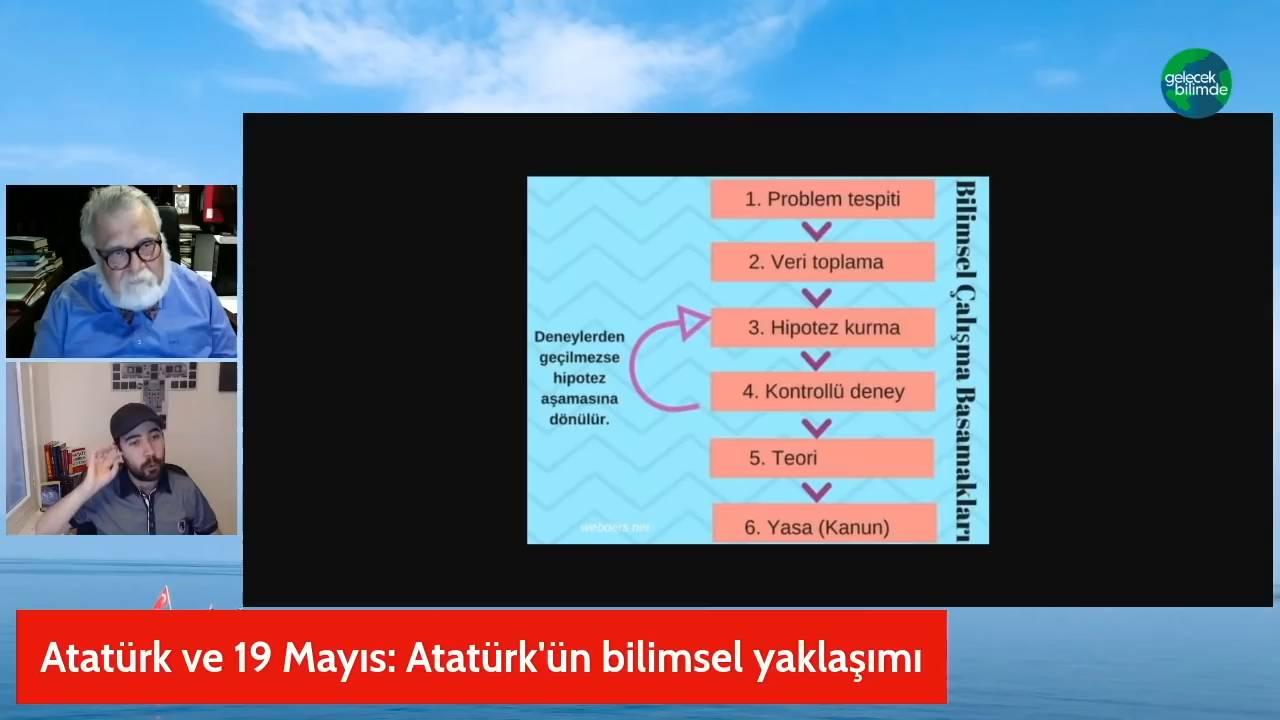 gelecek
bilimde
1. Problem tespiti
2. Veri toplama
3. Hipotez kurma
4. Kontrollü deney
5. Teori
6. Yasa (Kanun)
Deneylerden
geçilmezse
hipotez
aşamasına
dönülür.
Bilimsel Çalışma Basamakları
webders.net
Atatürk ve 19 Mayıs: Atatürk'ün bilimsel yaklaşımı